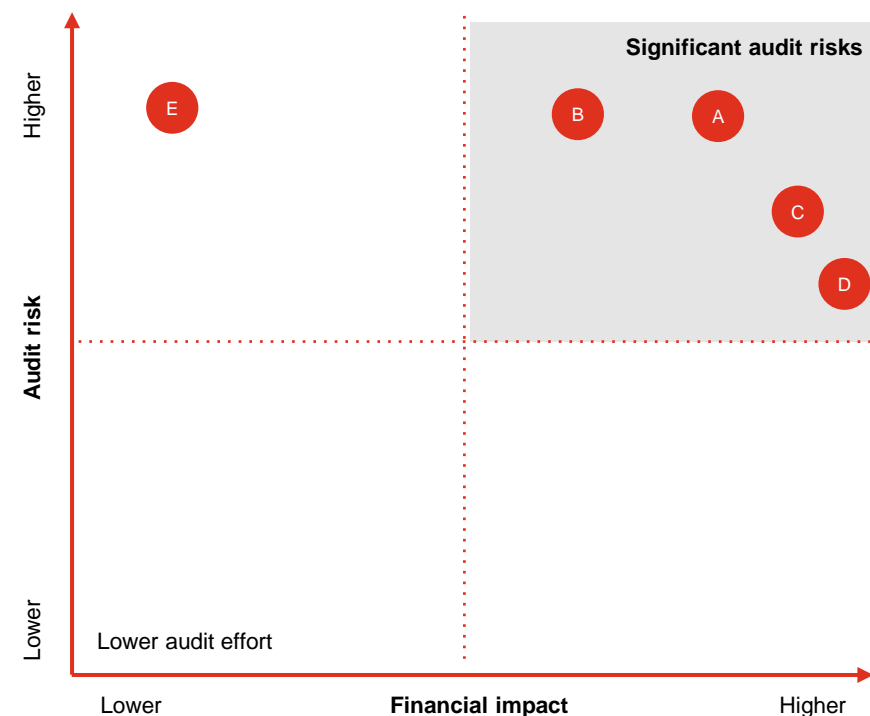 Significant audit risks
Higher
E
B
A
C
D
Audit risk
Lower
Lower audit effort
Lower
Financial impact
Higher